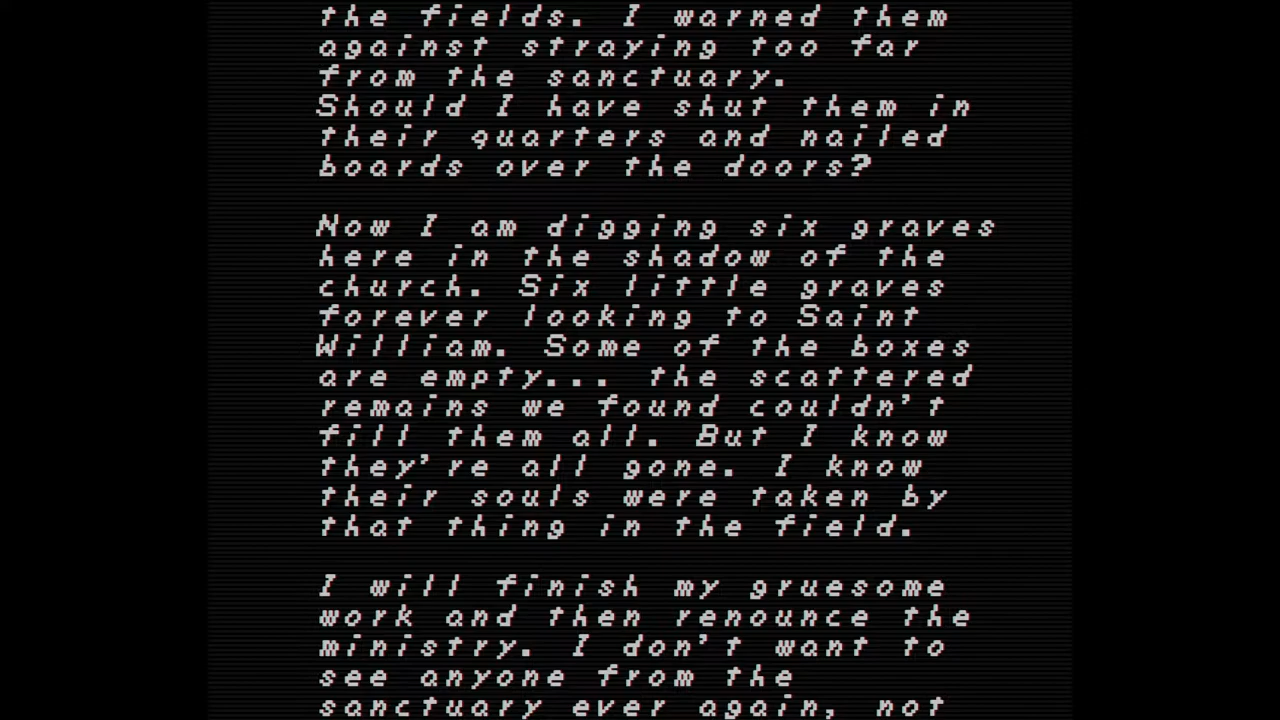 the fields. I warned them
against straying too far
from the sanctuary.
Should I have shut them in
their quarters and nailed
boards over the doors?
Now I am digging six graves
here in the shadow of the
church. Six little graves
forever looking to Saint
William. Some of the boxes
are empty... the scattered
remains we found couldn't
fill them all. But I know
they're all gone. I know
their souls were taken by
that thing in the field.
I will finish my gruesome
work and then renounce the
ministry. I don't want to
see anyone from the
sanctuary ever again, not